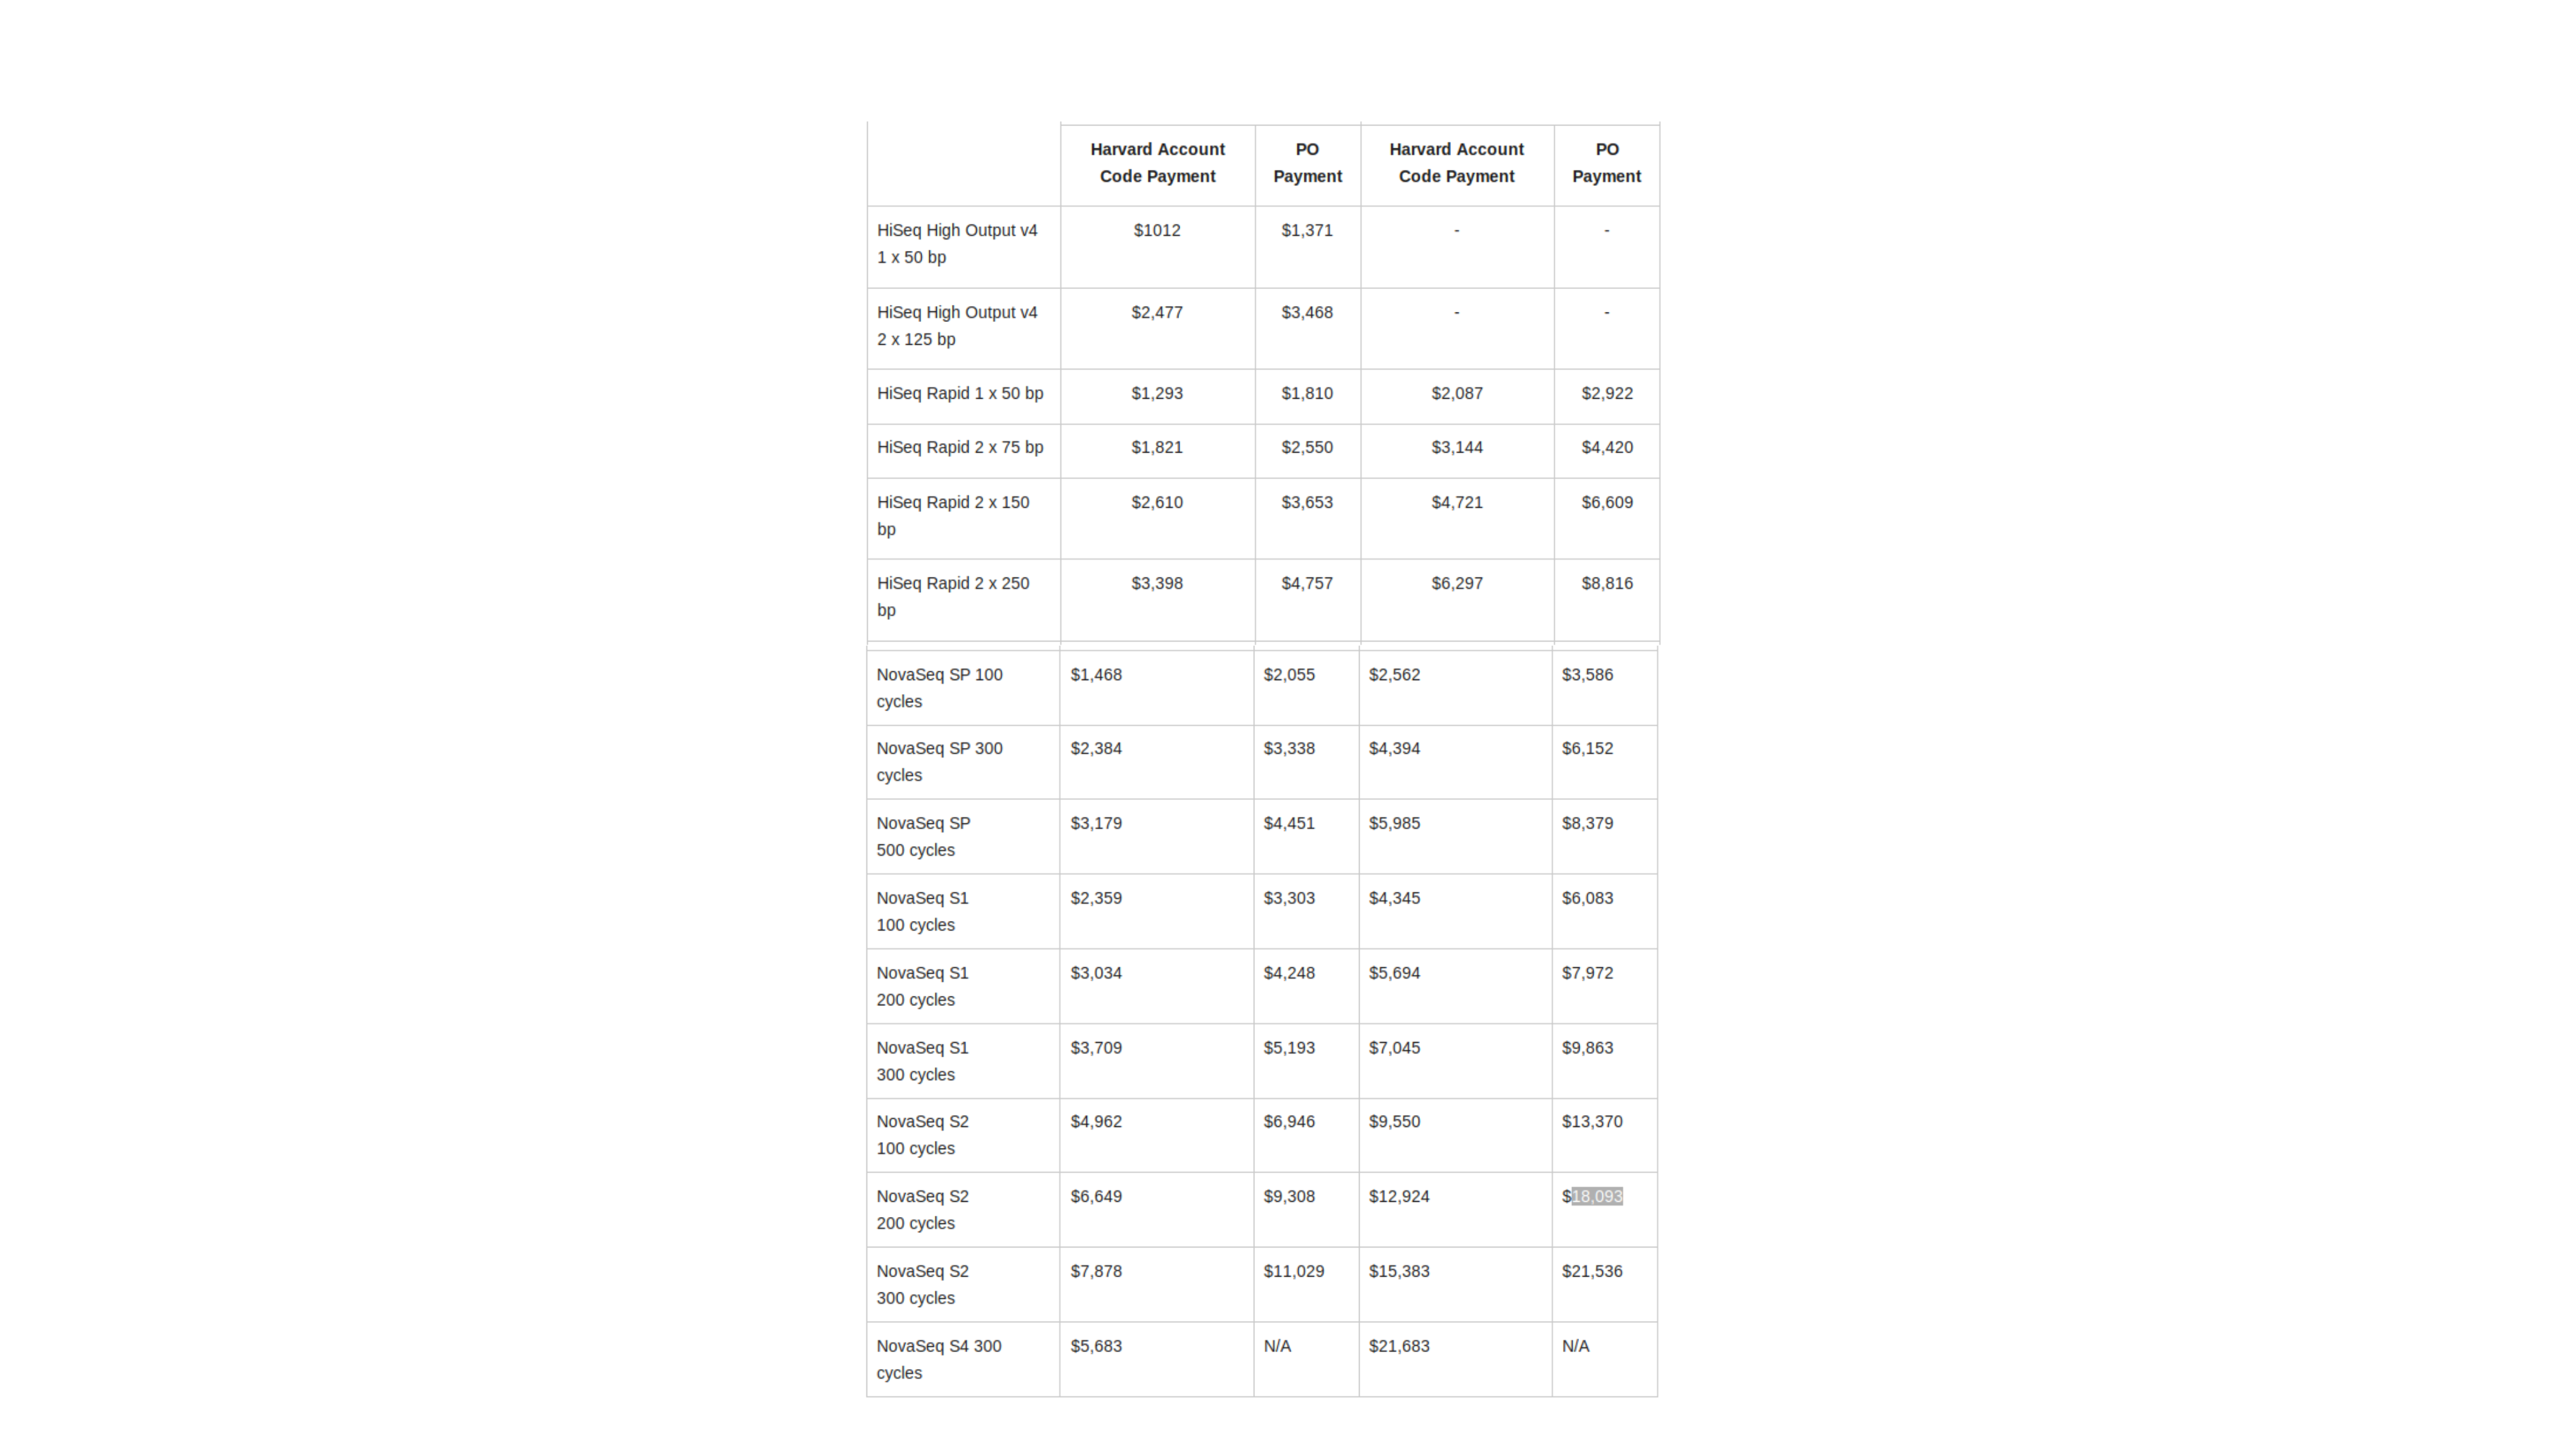 Harvard Account Code Payment PO Payment Harvard Account Code Payment PO Payment
HiSeq High Output v4 1 x 50 bp $1012 $1,371 - -
HiSeq High Output v4 2 x 125 bp $2,477 $3,468 - -
HiSeq Rapid 1 x 50 bp $1,293 $1,810 $2,087 $2,922
HiSeq Rapid 2 x 75 bp $1,821 $2,550 $3,144 $4,420
HiSeq Rapid 2 x 150 bp $2,610 $3,653 $4,721 $6,609
HiSeq Rapid 2 x 250 bp $3,398 $4,757 $6,297 $8,816
NovaSeq SP 100 cycles $1,468 $2,055 $2,562 $3,586
NovaSeq SP 300 cycles $2,384 $3,338 $4,394 $6,152
NovaSeq SP 500 cycles $3,179 $4,451 $5,985 $8,379
NovaSeq S1 100 cycles $2,359 $3,303 $4,345 $6,083
NovaSeq S1 200 cycles $3,034 $4,248 $5,694 $7,972
NovaSeq S1 300 cycles $3,709 $5,193 $7,045 $9,863
NovaSeq S2 100 cycles $4,962 $6,946 $9,550 $13,370
NovaSeq S2 200 cycles $6,649 $9,308 $12,924 $18,093
NovaSeq S2 300 cycles $7,878 $11,029 $15,383 $21,536
NovaSeq S4 300 cycles $5,683 N/A $21,683 N/A